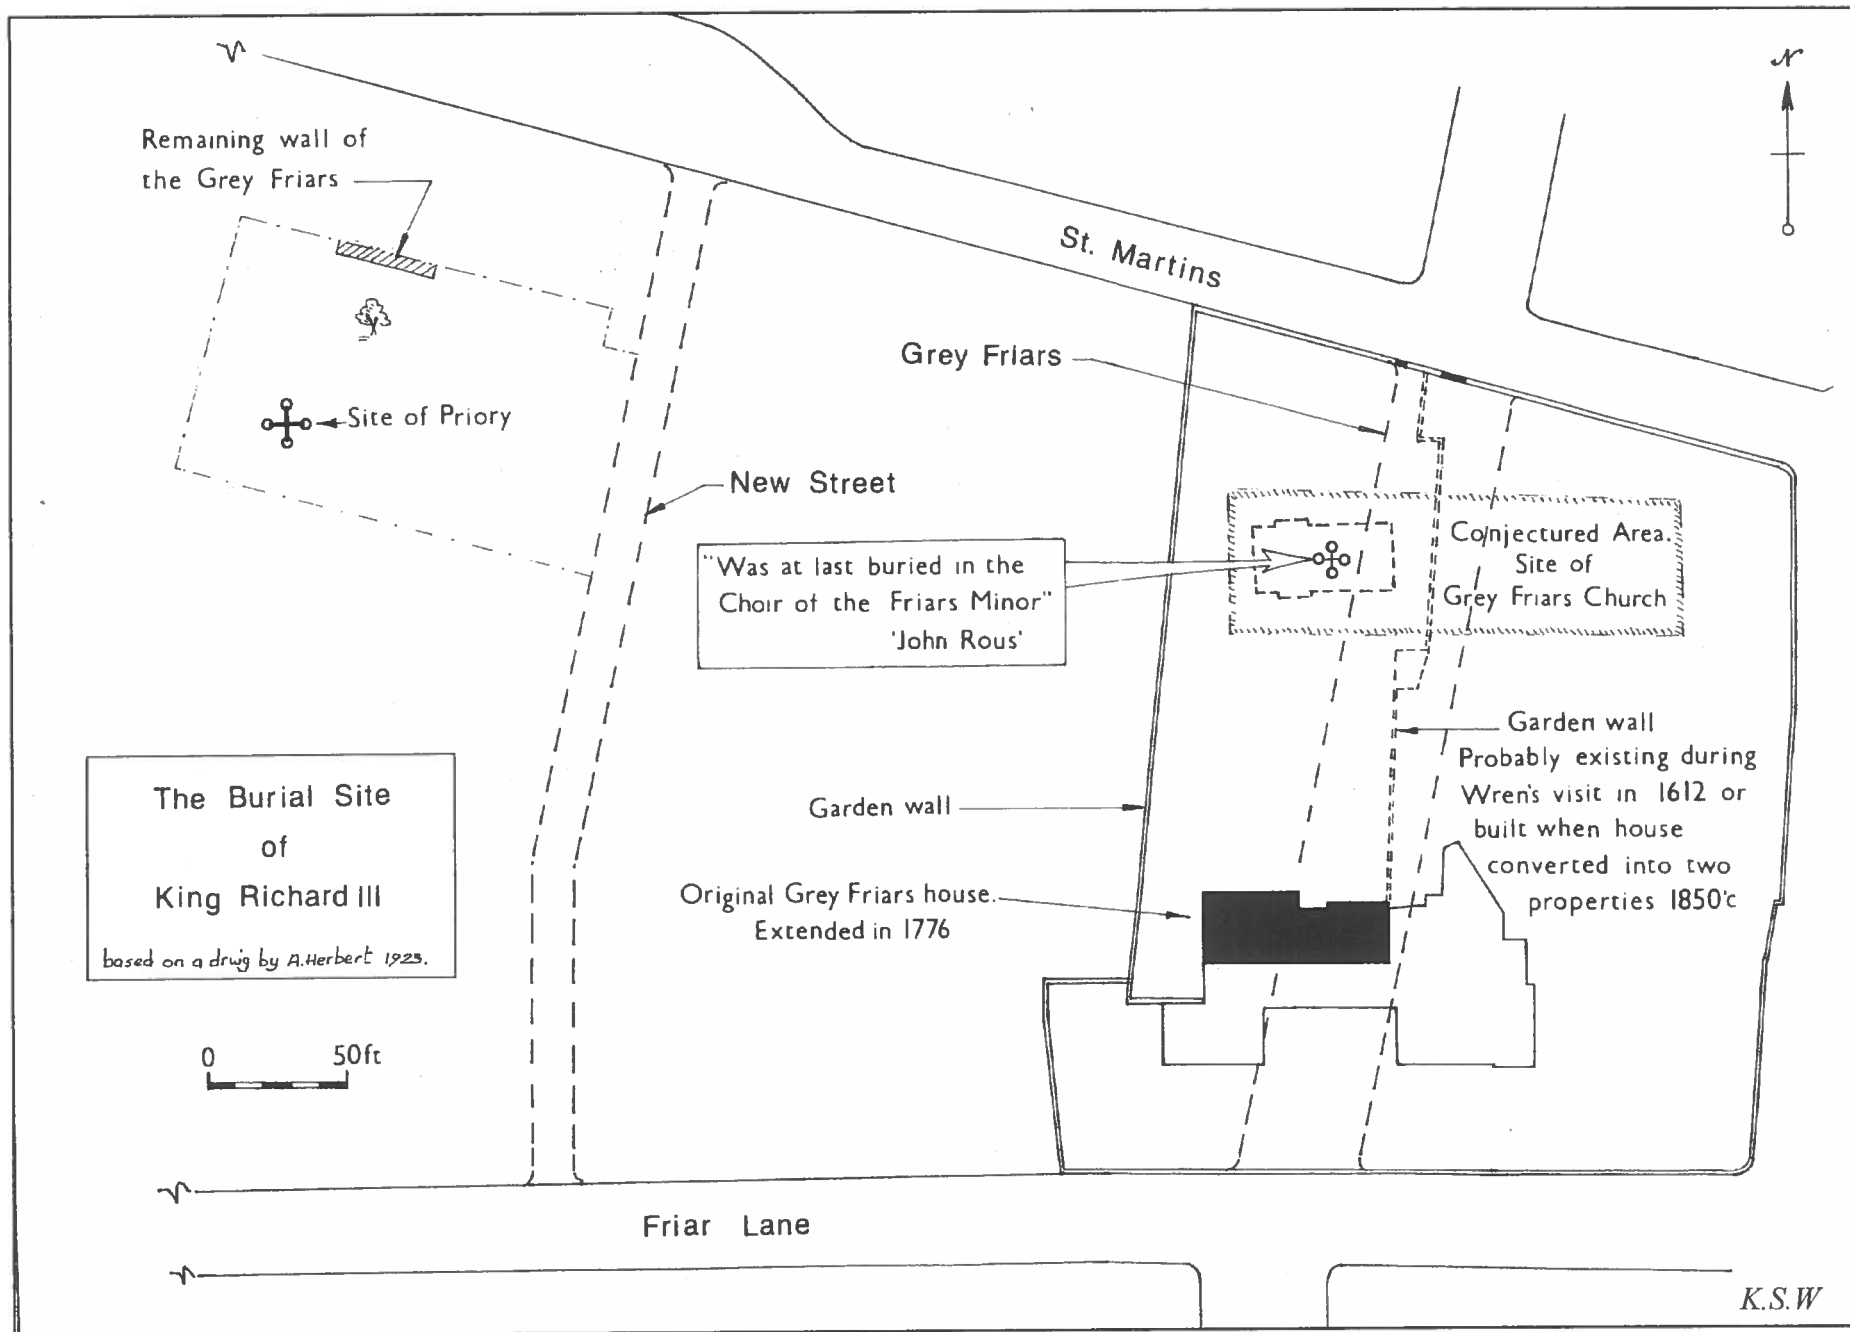 N
Remaining wall of
the Grey Friars
St. Martins
Grey Friars
Site of Priory
New Street
"Was at last buried in the
Choir of the Friars Minor"
'John Rous'
Conjectured Area.
Site of
Grey Friars Church
Garden wall
Probably existing during
Wren's visit in 1612 or
built when house
converted into two
properties 1850'c
Garden wall
The Burial Site
of
King Richard III
based on a drwg by A.Herbert 1923.
Original Grey Friars house.
Extended in 1776
0 50ft
Friar Lane
K.S.W